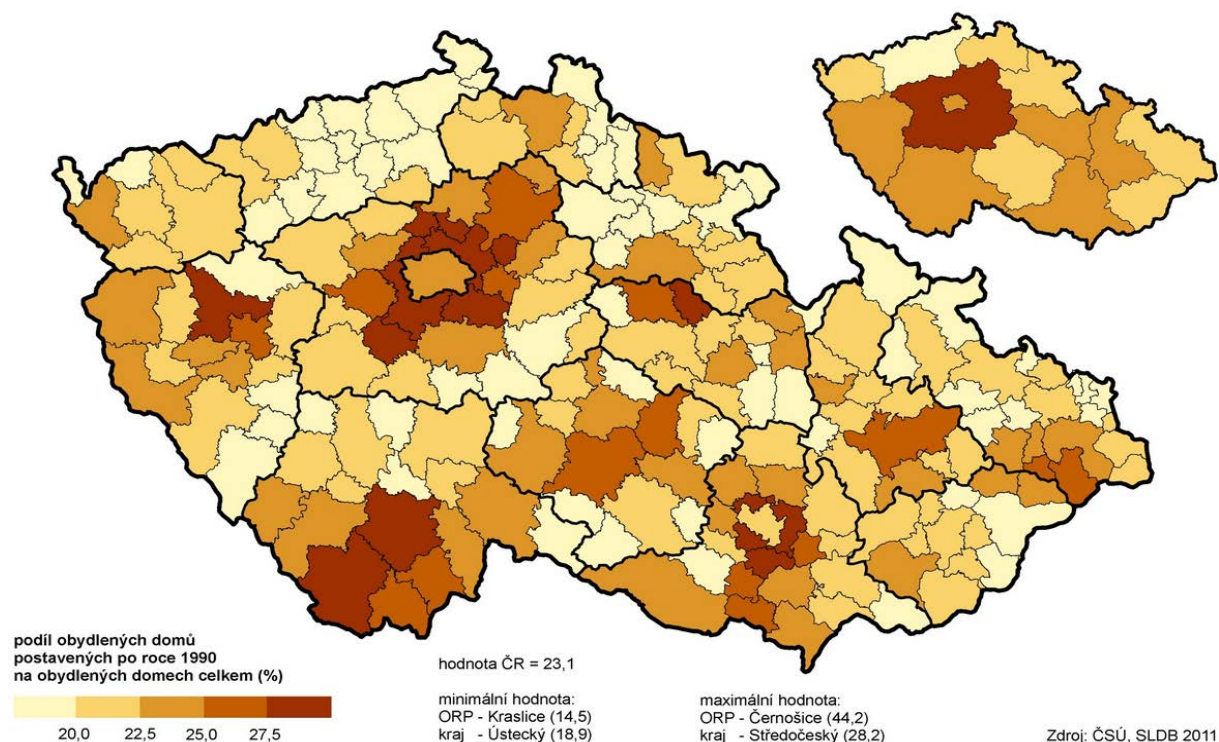 podíl obydlených domů
postavených po roce 1990
na obydlených domech celkem (%)
20,0 22,5 25,0 27,5
hodnota ČR = 23,1
minimální hodnota:
ORP - Kraslice (14,5)
kraj - Ústecký (18,9)
maximální hodnota:
ORP - Černošice (44,2)
kraj - Středočeský (28,2)
Zdroj: ČSÚ, SLDB 2011